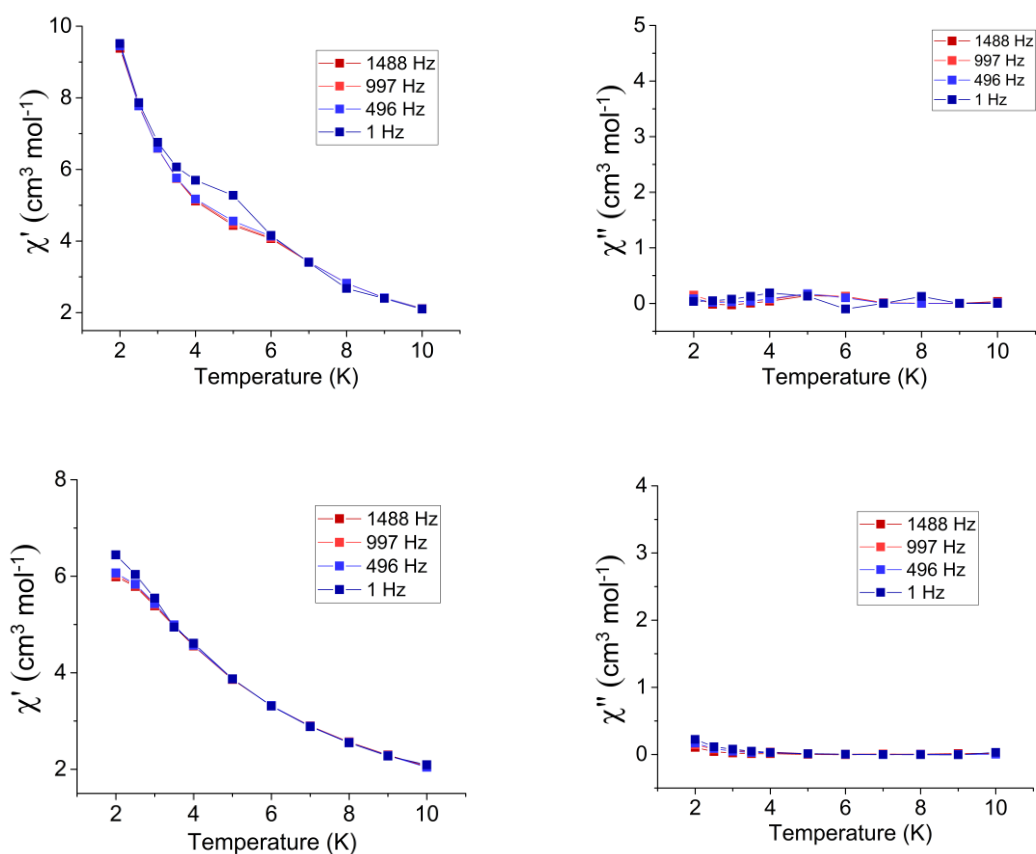 χ' (cm³ mol⁻¹)
10
8
6
4
2
1488 Hz
997 Hz
496 Hz
1 Hz
2 4 6 8 10
Temperature (K)
χ'' (cm³ mol⁻¹)
5
4
3
2
1
0
1488 Hz
997 Hz
496 Hz
1 Hz
2 4 6 8 10
Temperature (K)
χ' (cm³ mol⁻¹)
8
6
4
2
1488 Hz
997 Hz
496 Hz
1 Hz
2 4 6 8 10
Temperature (K)
χ'' (cm³ mol⁻¹)
4
3
2
1
0
1488 Hz
997 Hz
496 Hz
1 Hz
2 4 6 8 10
Temperature (K)